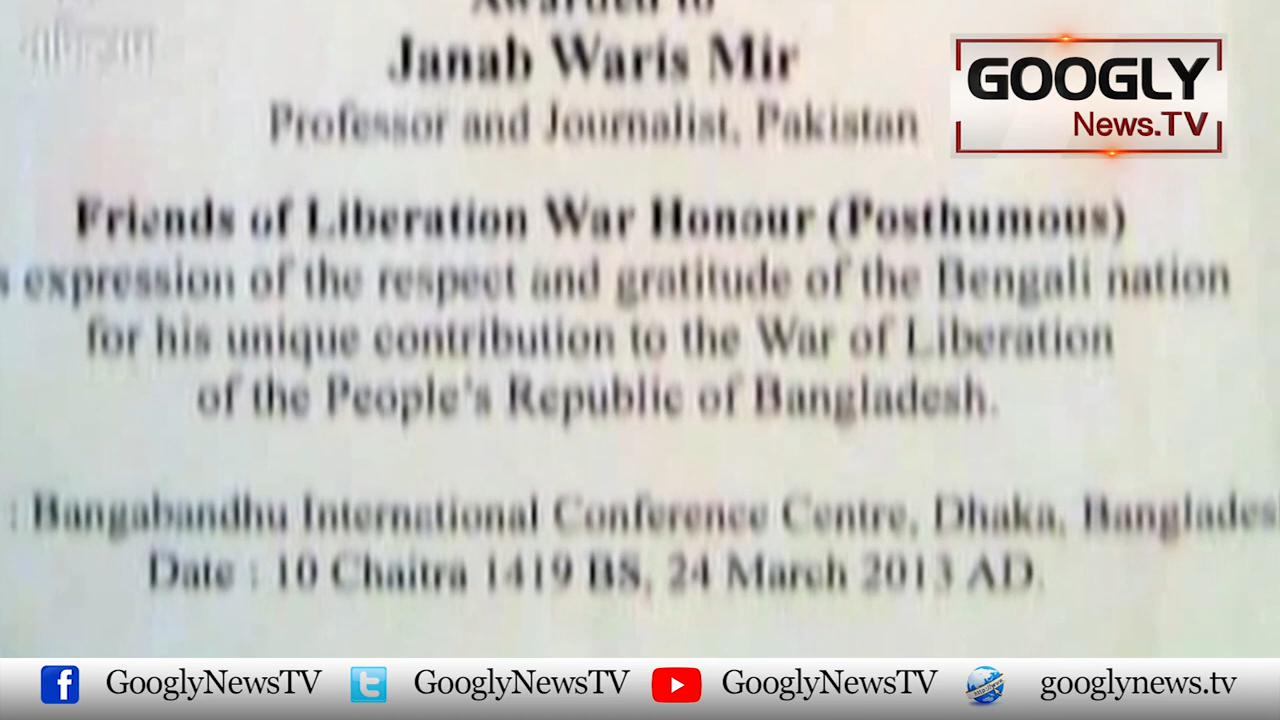 Awarded to
Janab Waris Mir
Professor and Journalist, Pakistan
Friends of Liberation War Honour (Posthumous)
expression of the respect and gratitude of the Bengali nation
for his unique contribution to the War of Liberation
of the People's Republic of Bangladesh.
: Bangabandhu International Conference Centre, Dhaka, Banglades
Date : 10 Chaitra 1419 BS, 24 March 2013 AD.
GOOGLY
News.TV
GooglyNewsTV
GooglyNewsTV
GooglyNewsTV
googlynews.tv